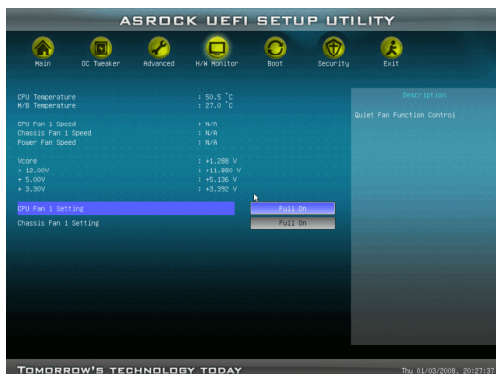 ASROCK UEFI SETUP UTILITY
Main OC Tweaker Advanced H/W Monitor Boot Security Exit
Description
CPU Temperature : 50.5 °C
M/B Temperature : 27.0 °C
Quiet Fan Function Control
CPU Fan 1 Speed : N/A
Chassis Fan 1 Speed : N/A
Power Fan Speed : N/A
Vcore : +1.288 V
+ 12.00V : +11.880 V
+ 5.00V : +5.136 V
+ 3.30V : +3.392 V
CPU Fan 1 Setting Full On
Chassis Fan 1 Setting Full On
TOMORROW'S TECHNOLOGY TODAY Thu 01/03/2008, 20:27:37